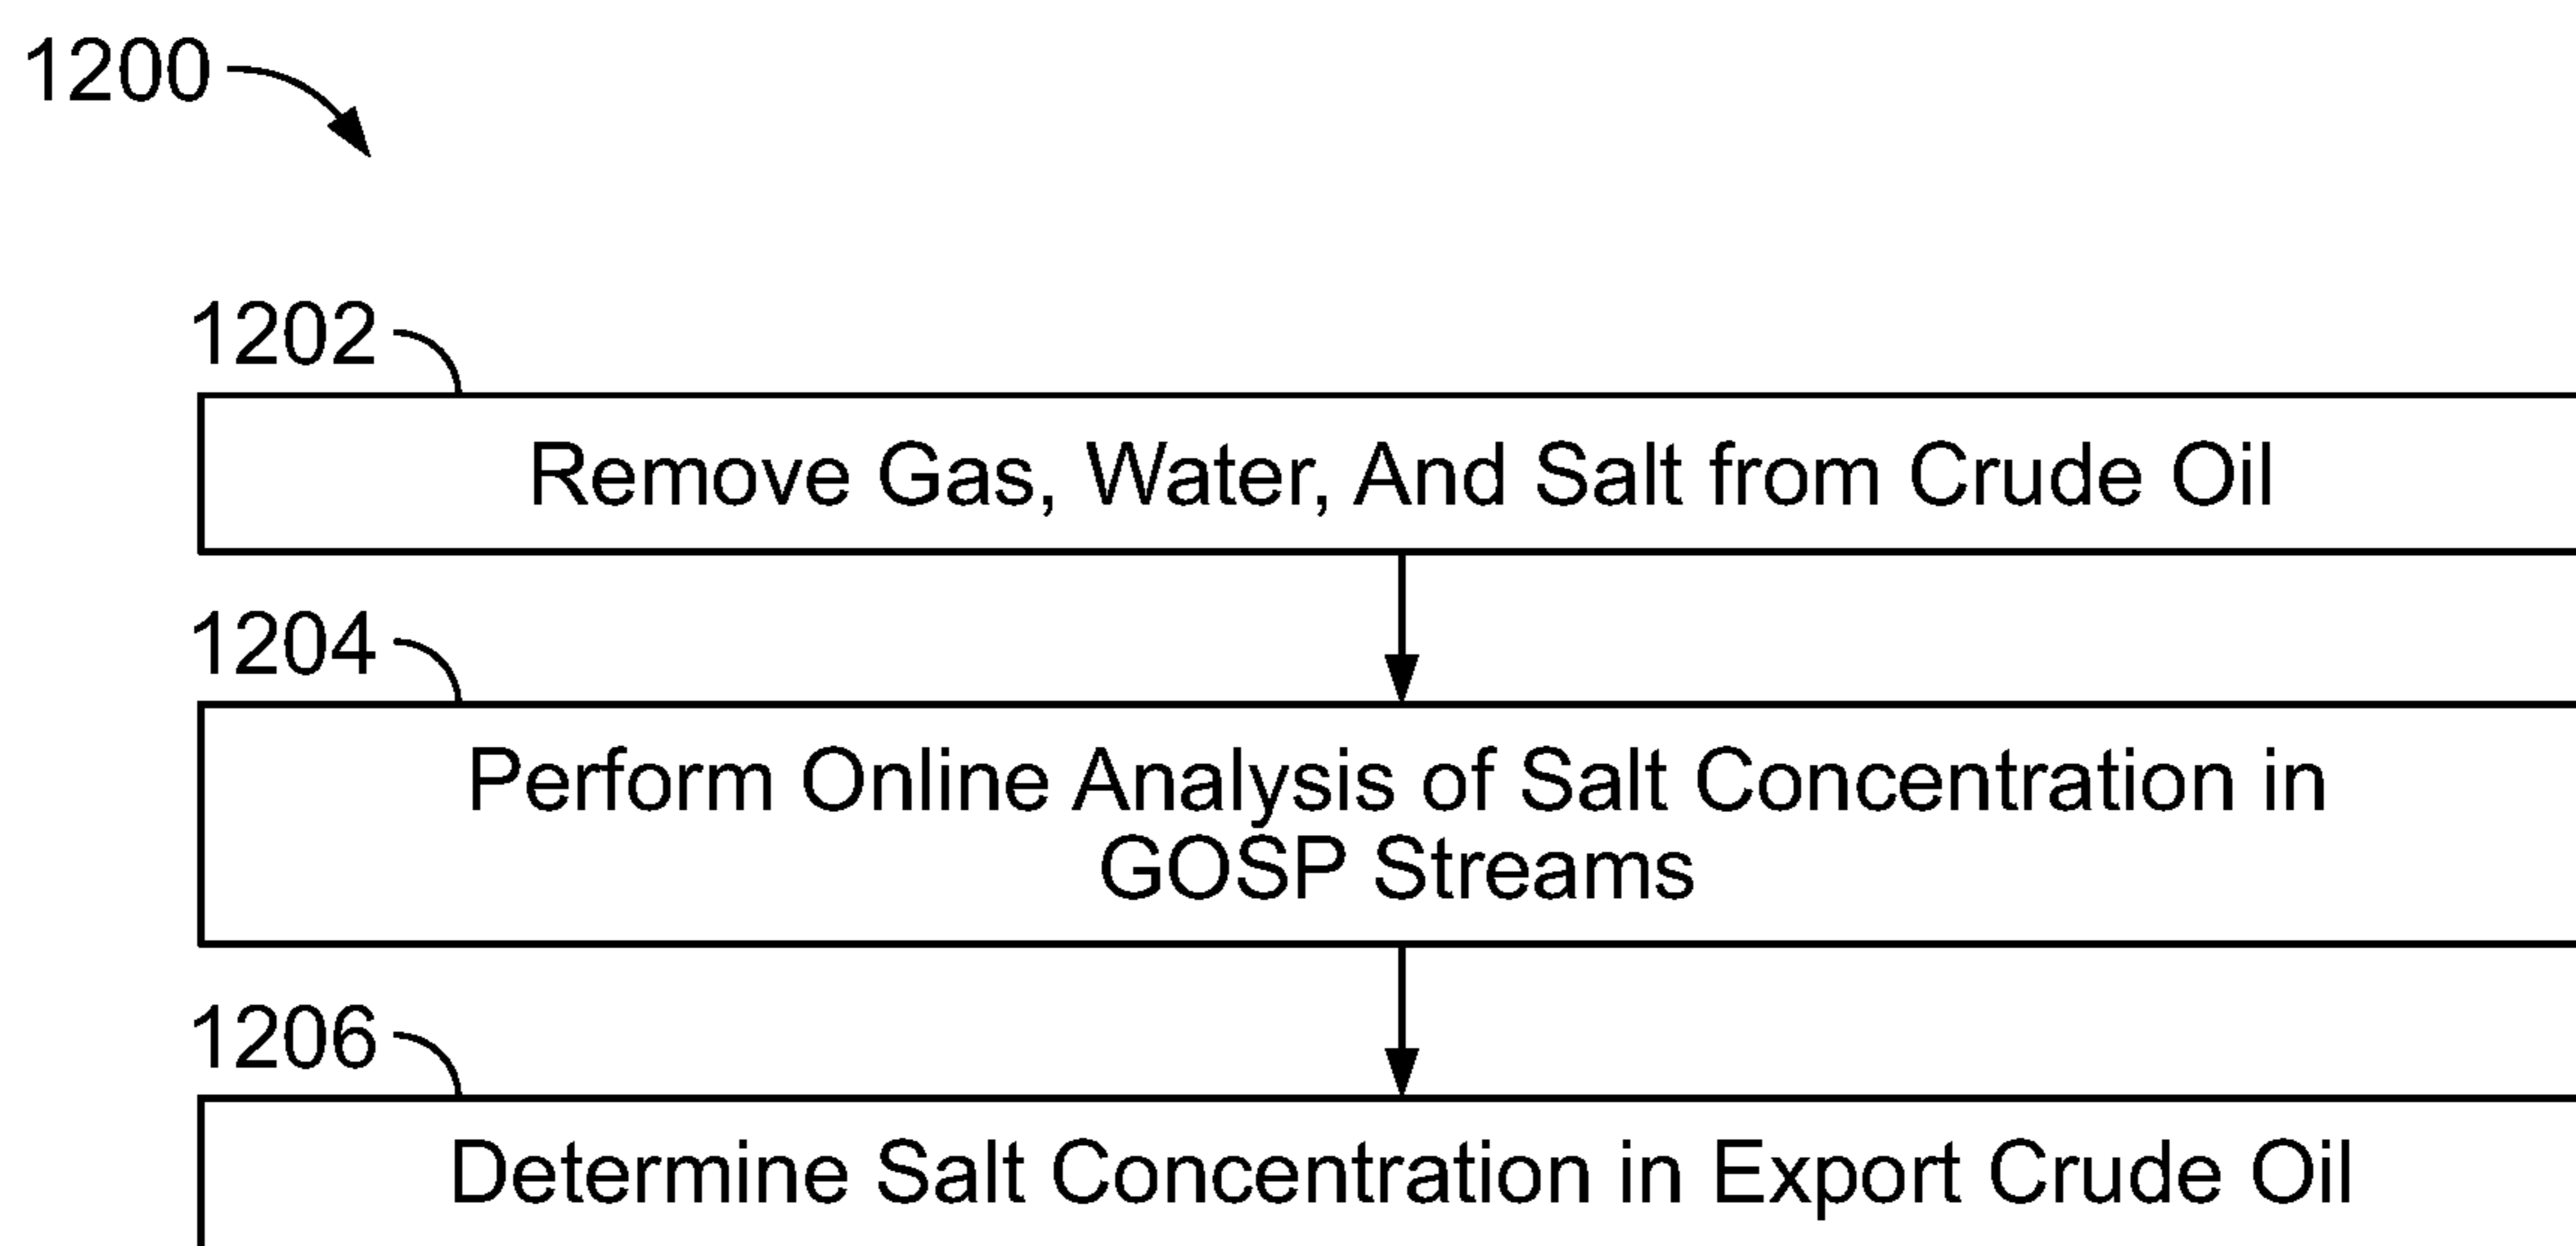 1200
1202
Remove Gas, Water, And Salt from Crude Oil
1204
Perform Online Analysis of Salt Concentration in
GOSP Streams
1206
Determine Salt Concentration in Export Crude Oil